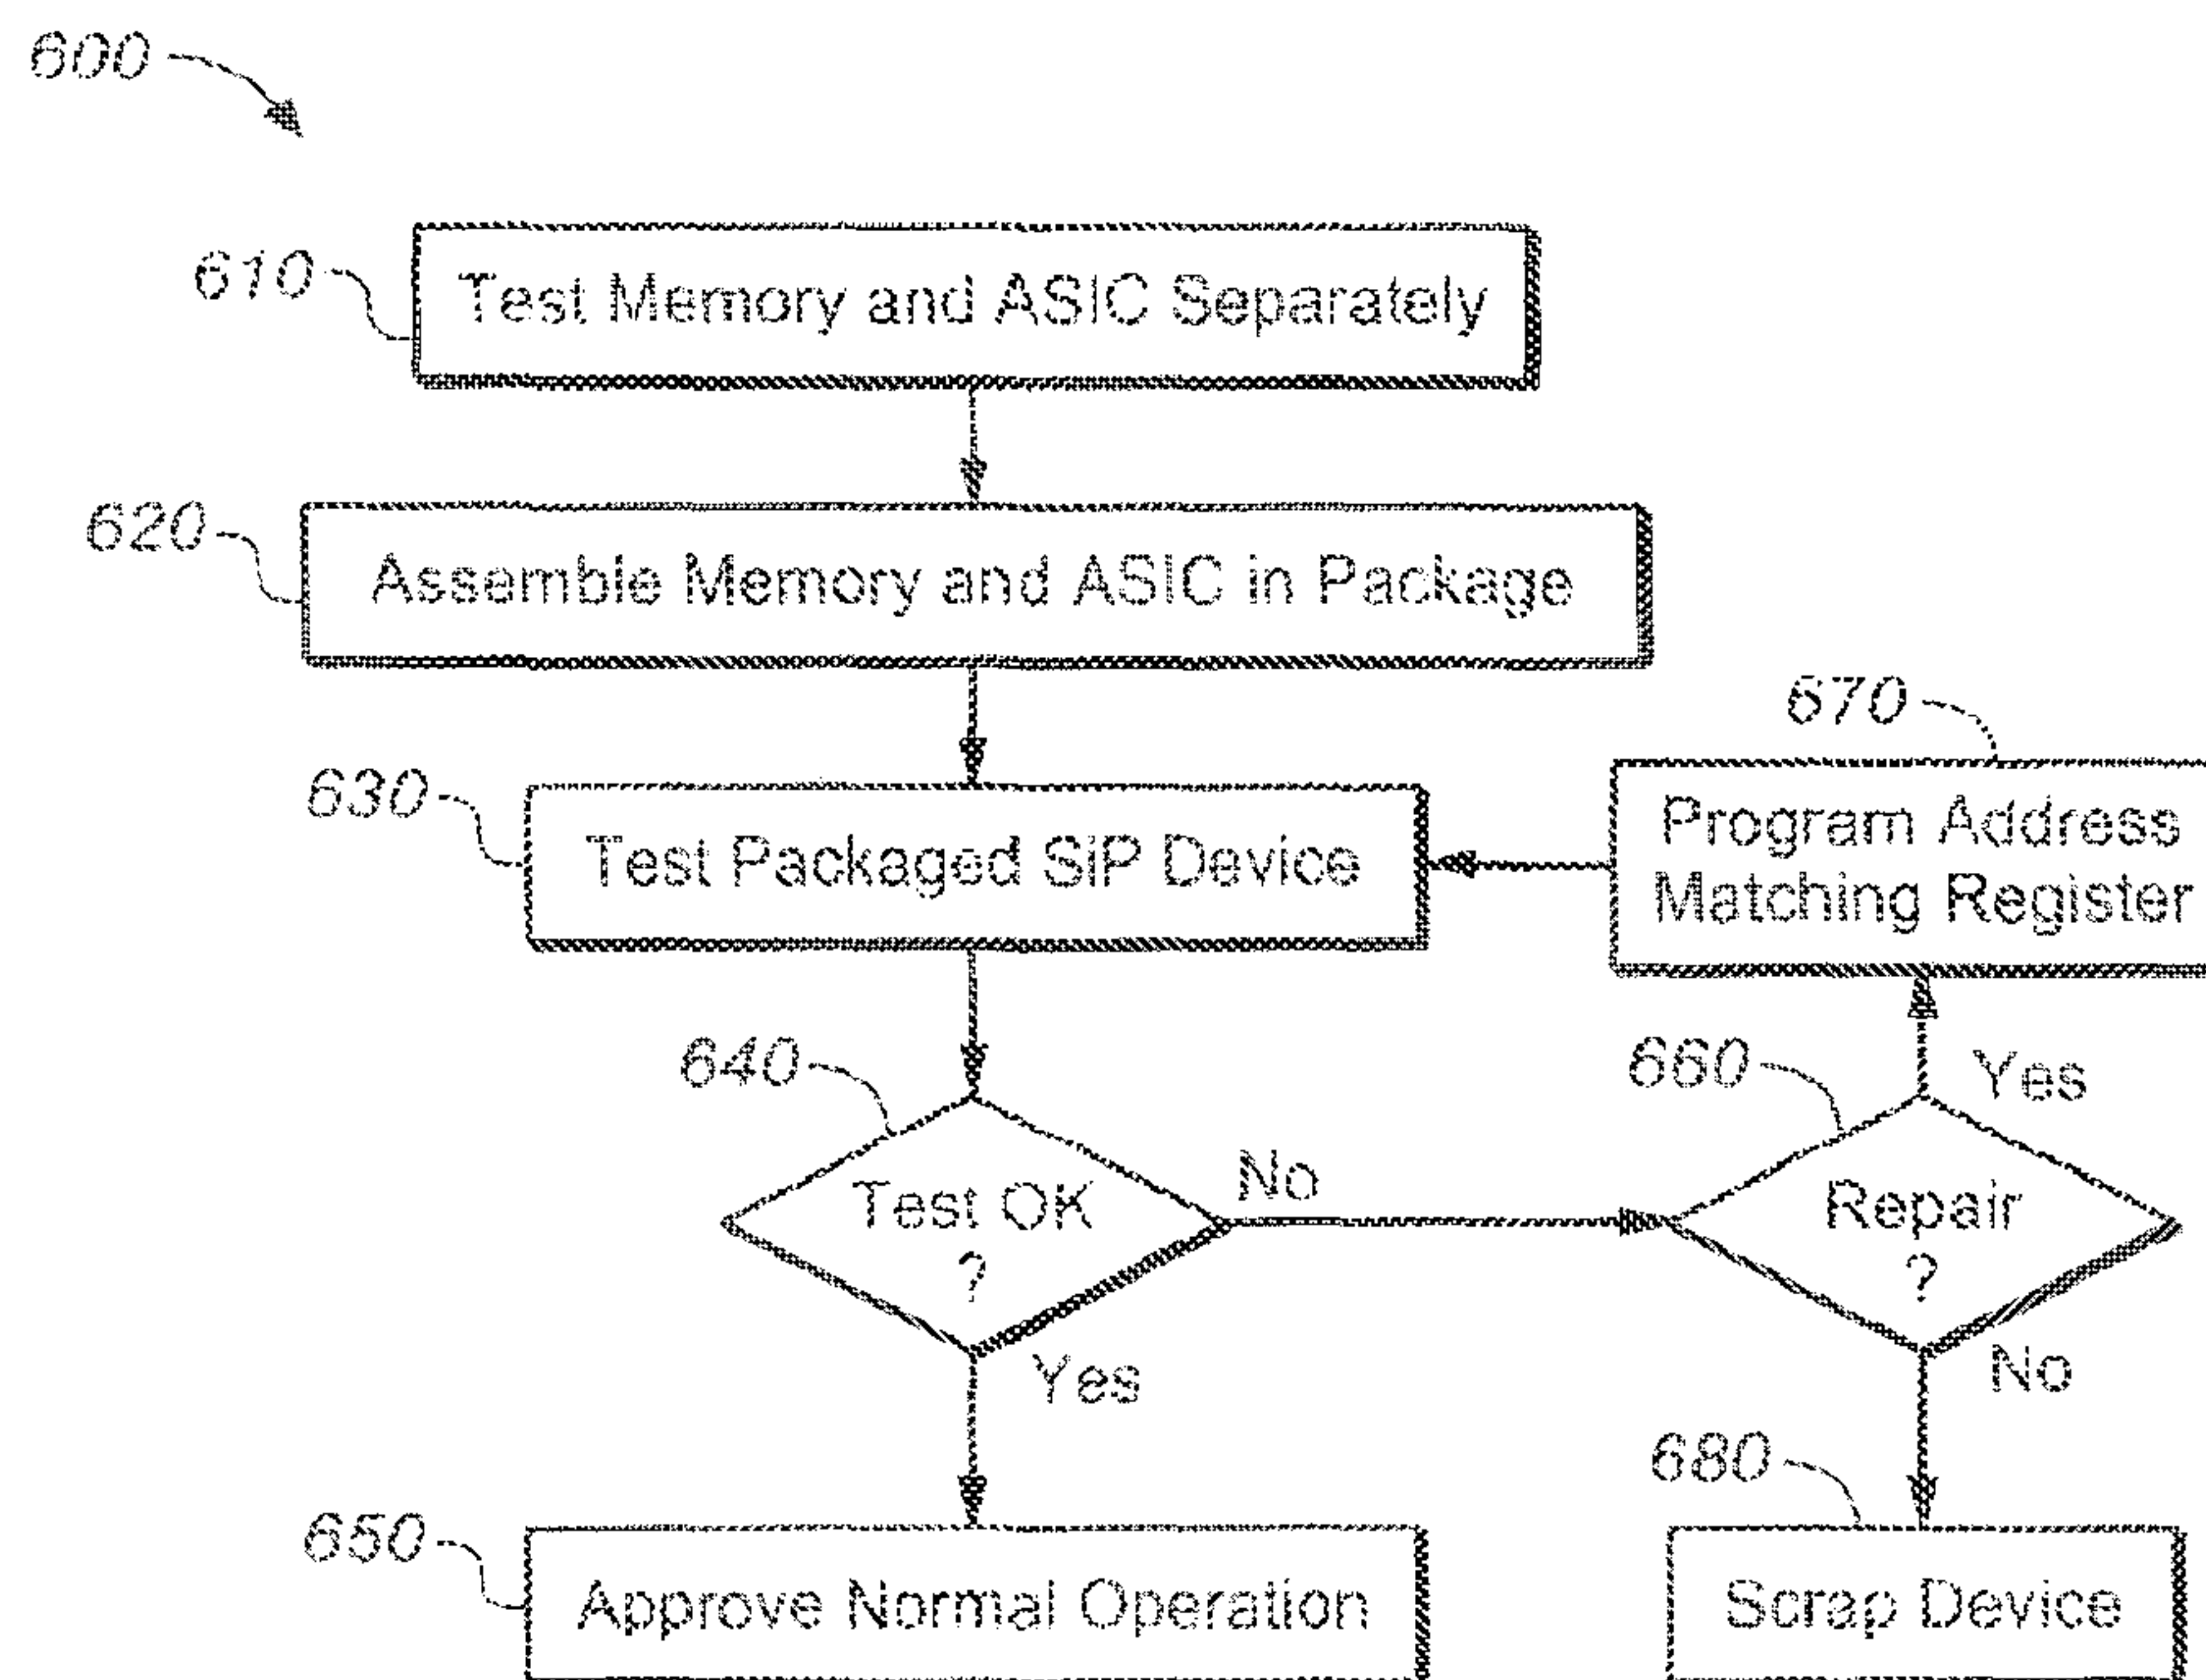 600
610
Test Memory and ASIC Separately
620
Assemble Memory and ASIC in Package
630
Test Packaged SiP Device
670
Program Address
Matching Register
640
Test OK
?
No
Yes
660
Repair
?
Yes
No
650
Approve Normal Operation
680
Scrap Device